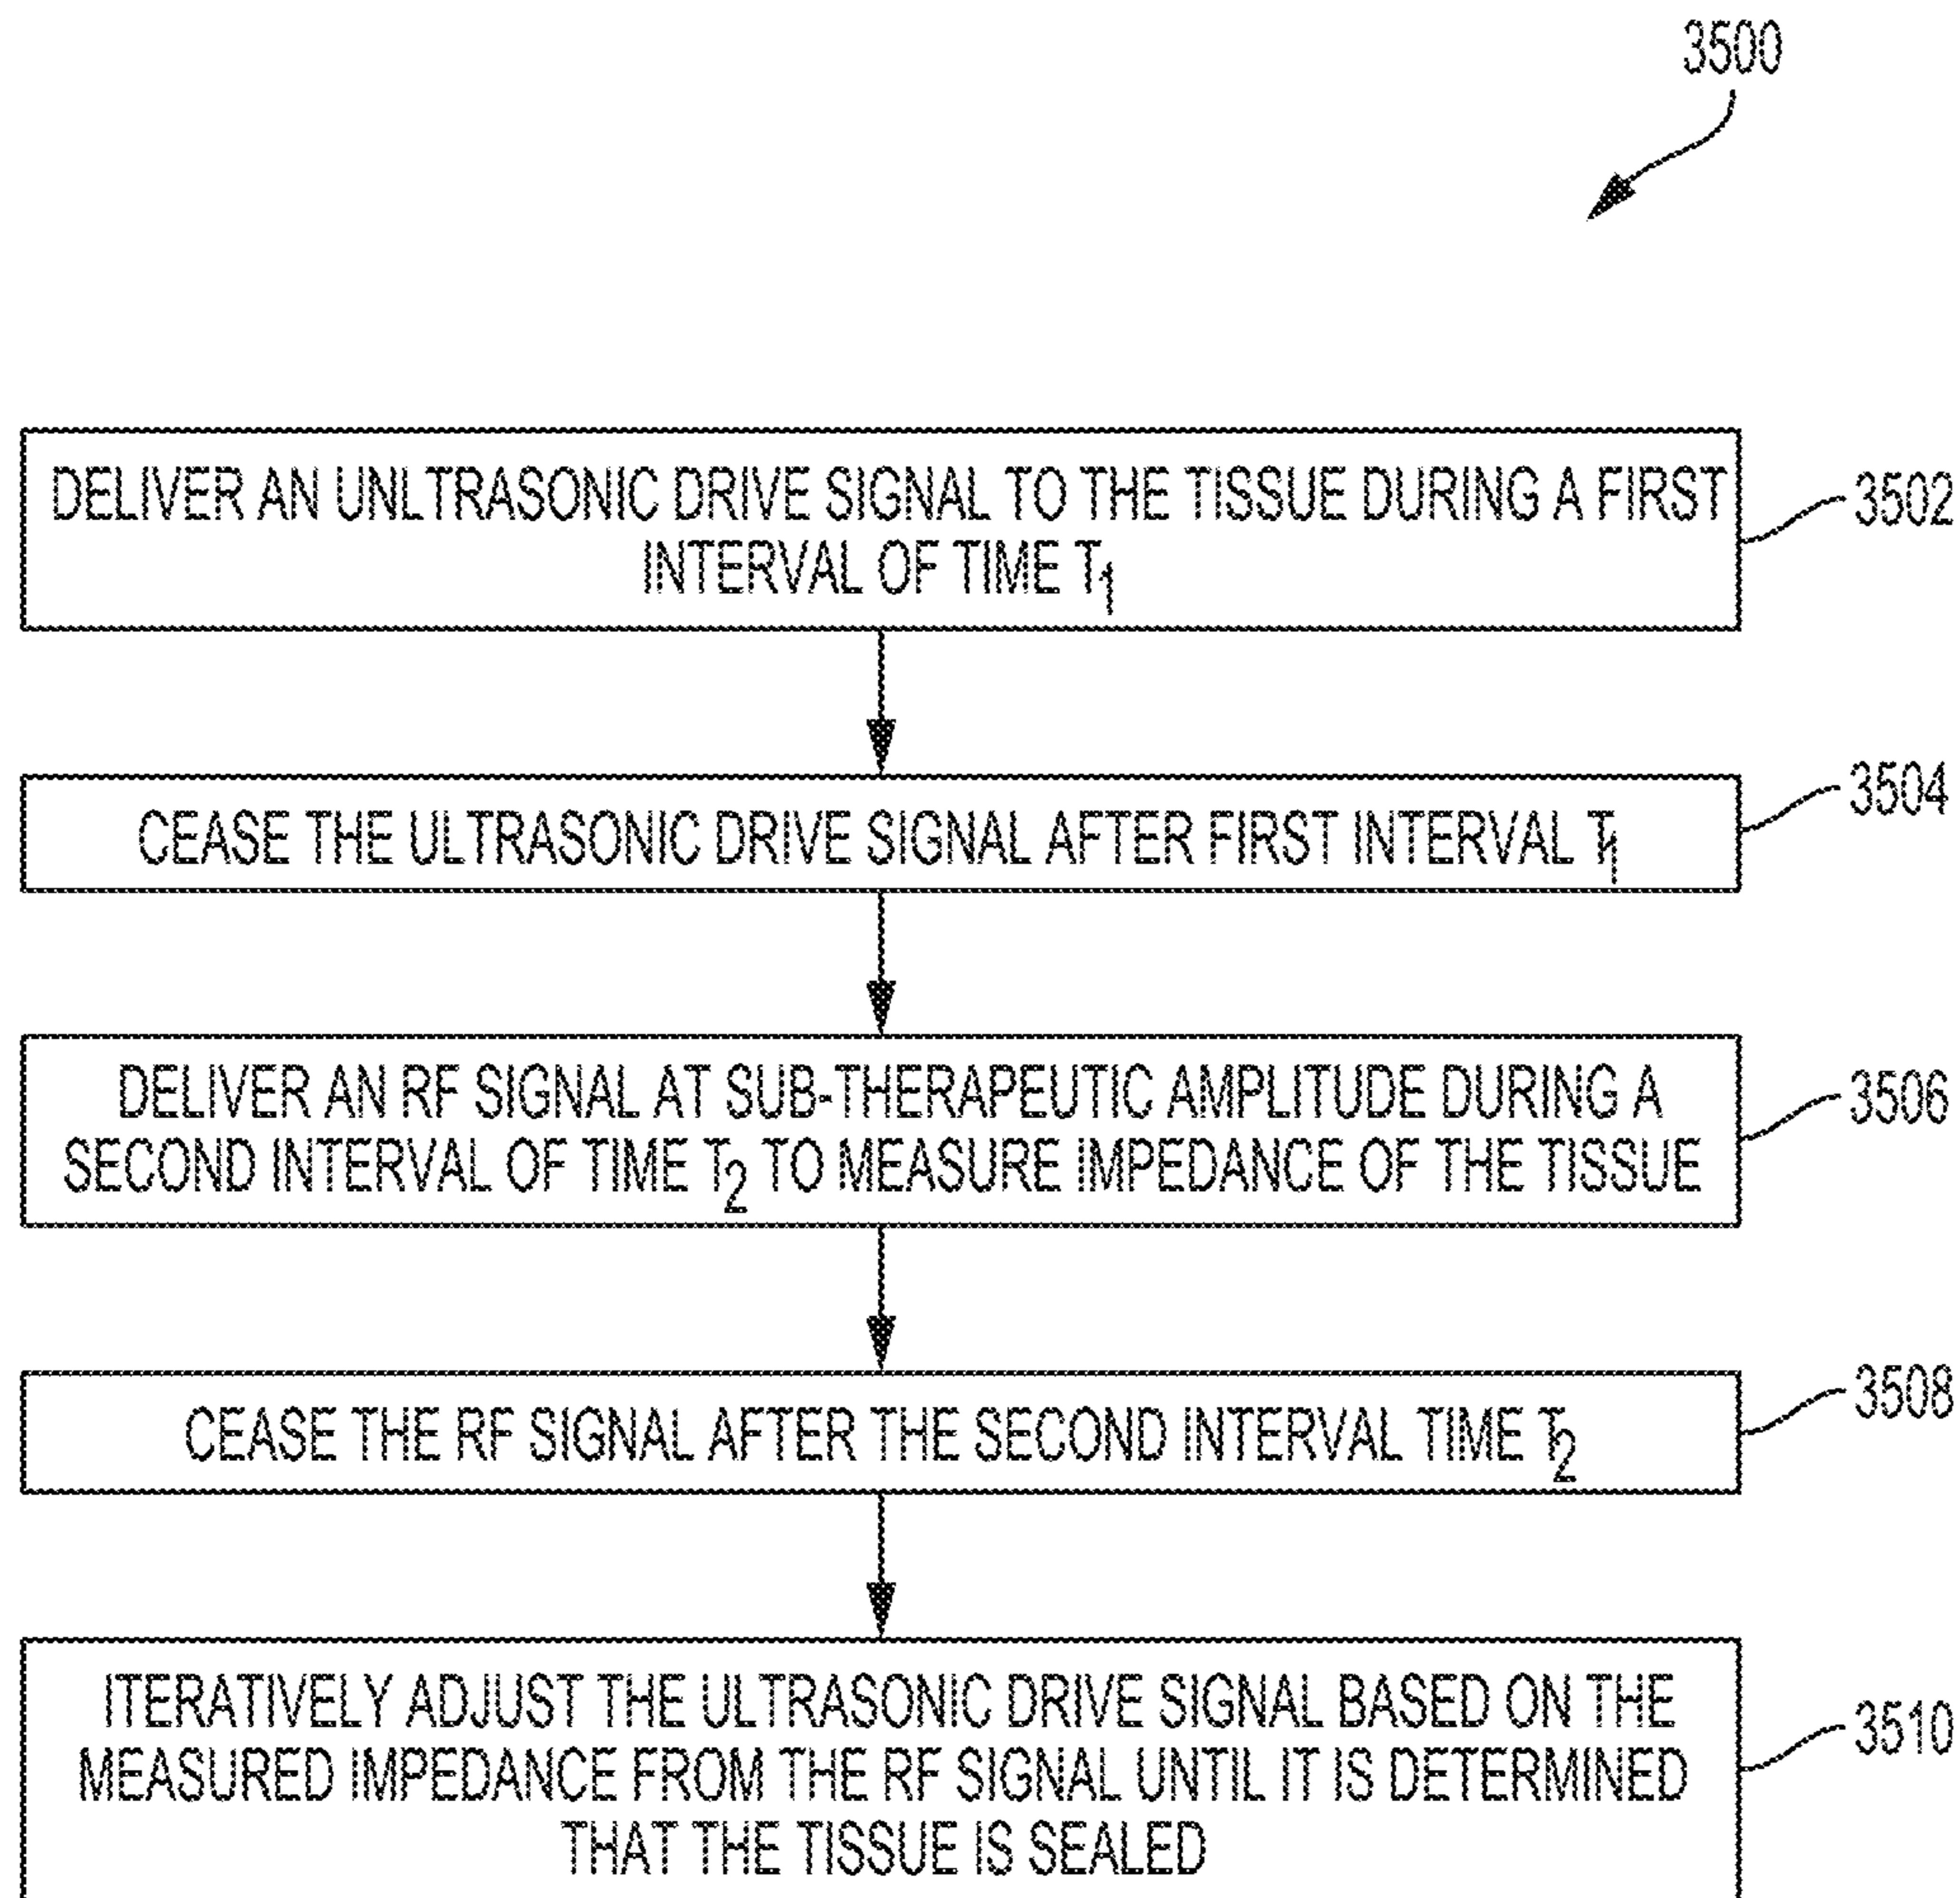 3500
DELIVER AN UNLTRASONIC DRIVE SIGNAL TO THE TISSUE DURING A FIRST
INTERVAL OF TIME T1
3502
CEASE THE ULTRASONIC DRIVE SIGNAL AFTER FIRST INTERVAL T1
3504
DELIVER AN RF SIGNAL AT SUB-THERAPEUTIC AMPLITUDE DURING A
SECOND INTERVAL OF TIME T2 TO MEASURE IMPEDANCE OF THE TISSUE
3506
CEASE THE RF SIGNAL AFTER THE SECOND INTERVAL TIME T2
3508
ITERATIVELY ADJUST THE ULTRASONIC DRIVE SIGNAL BASED ON THE
MEASURED IMPEDANCE FROM THE RF SIGNAL UNTIL IT IS DETERMINED
THAT THE TISSUE IS SEALED
3510